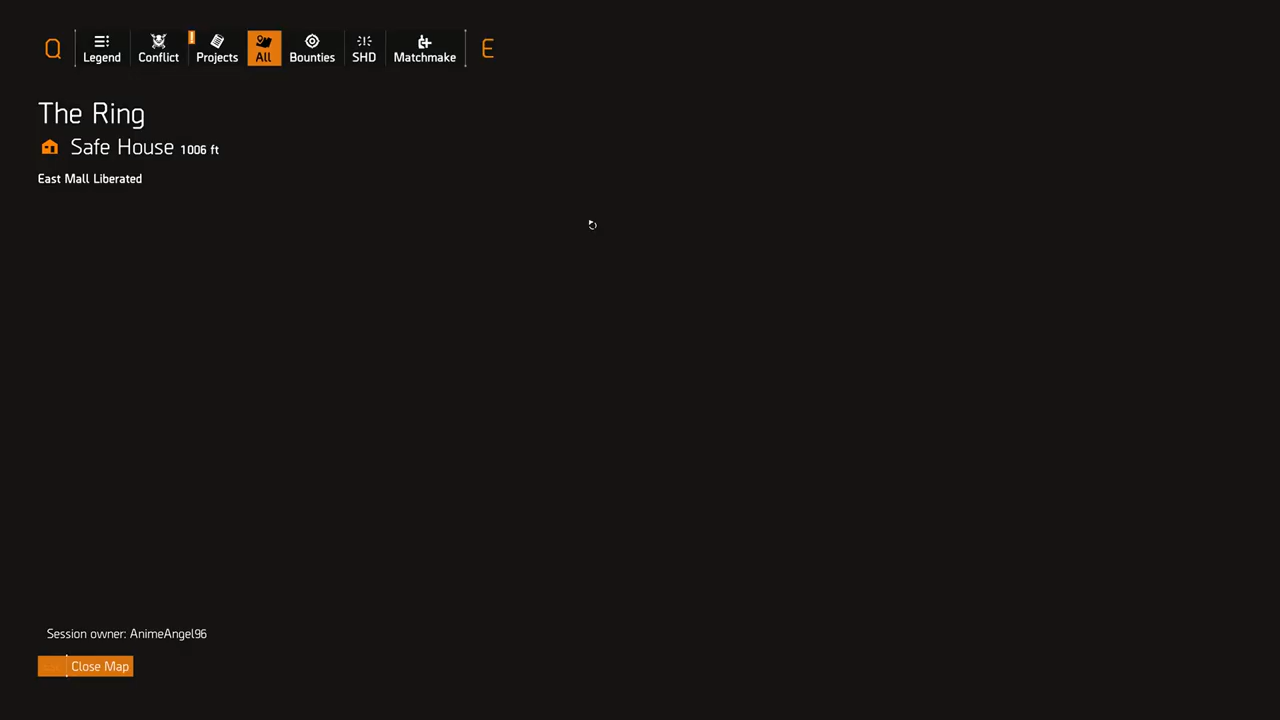 Q Legend Conflict ! Projects All Bounties SHD Matchmake E
The Ring
Safe House 1006 ft
East Mall Liberated
Session owner: AnimeAngel96
Close Map